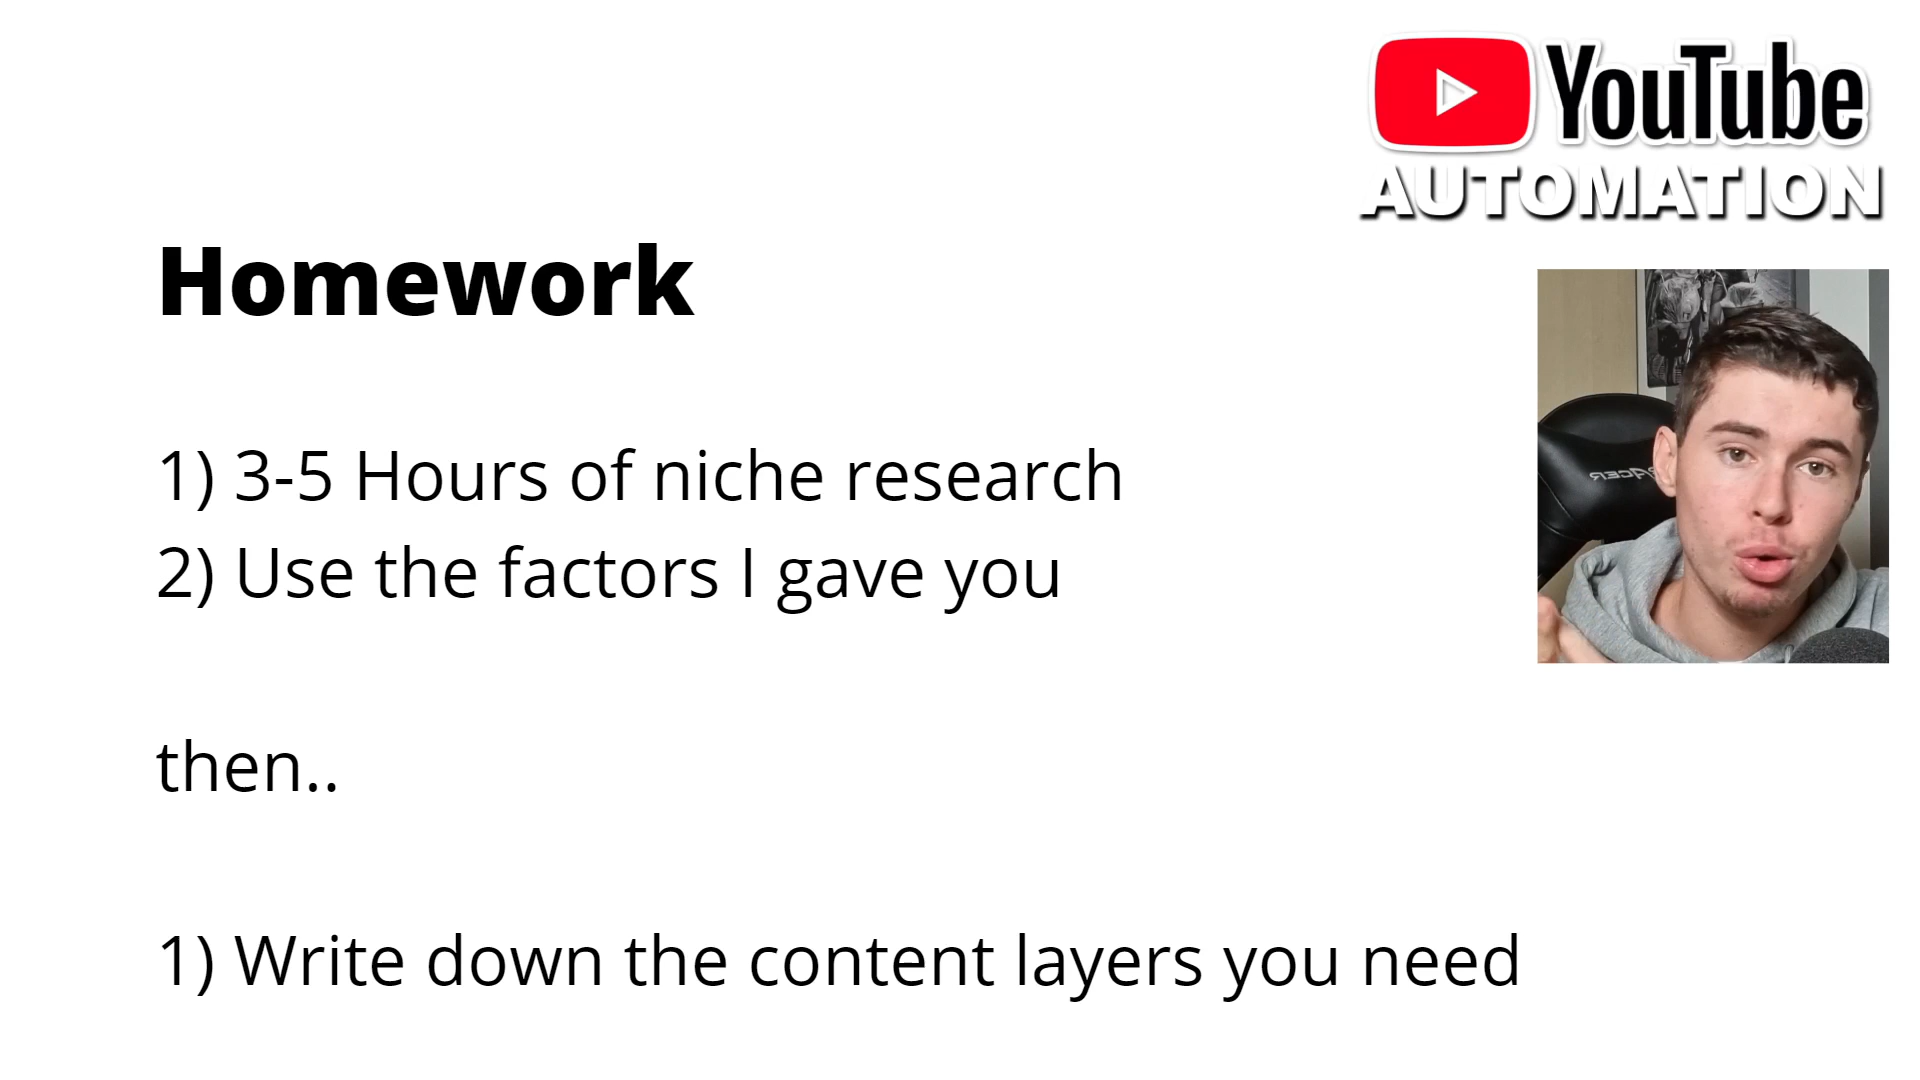 YouTube
AUTOMATION
Homework
1) 3-5 Hours of niche research
2) Use the factors I gave you
then..
1) Write down the content layers you need